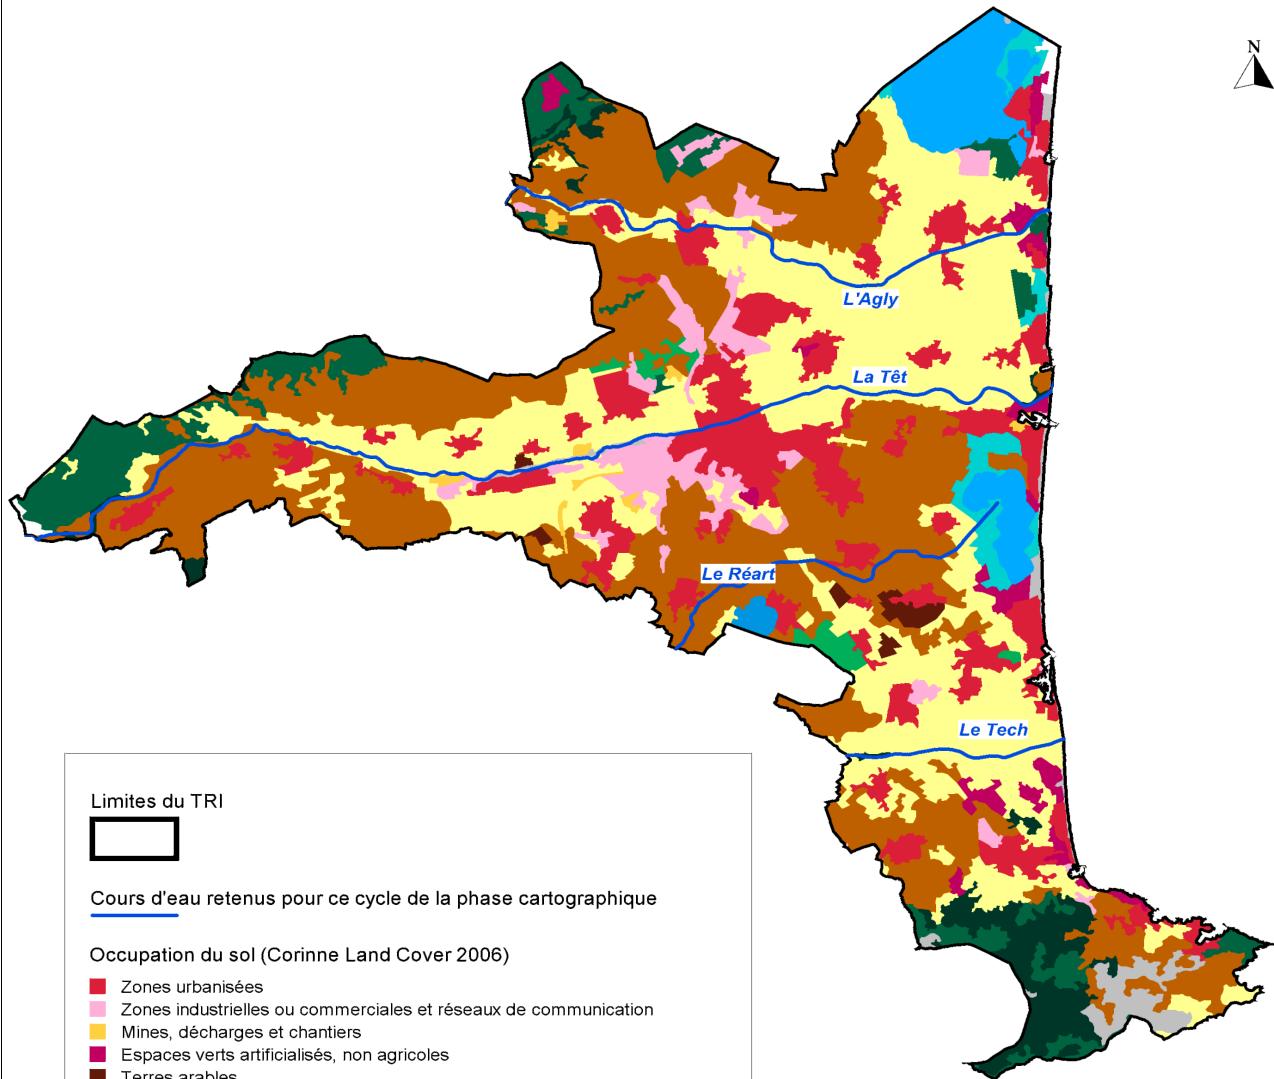 N
L'Agly
La Têt
Le Réart
Le Tech
Limites du TRI
Cours d'eau retenus pour ce cycle de la phase cartographique
Occupation du sol (Corinne Land Cover 2006)
Zones urbanisées
Zones industrielles ou commerciales et réseaux de communication
Mines, décharges et chantiers
Espaces verts artificialisés, non agricoles
Terres arables